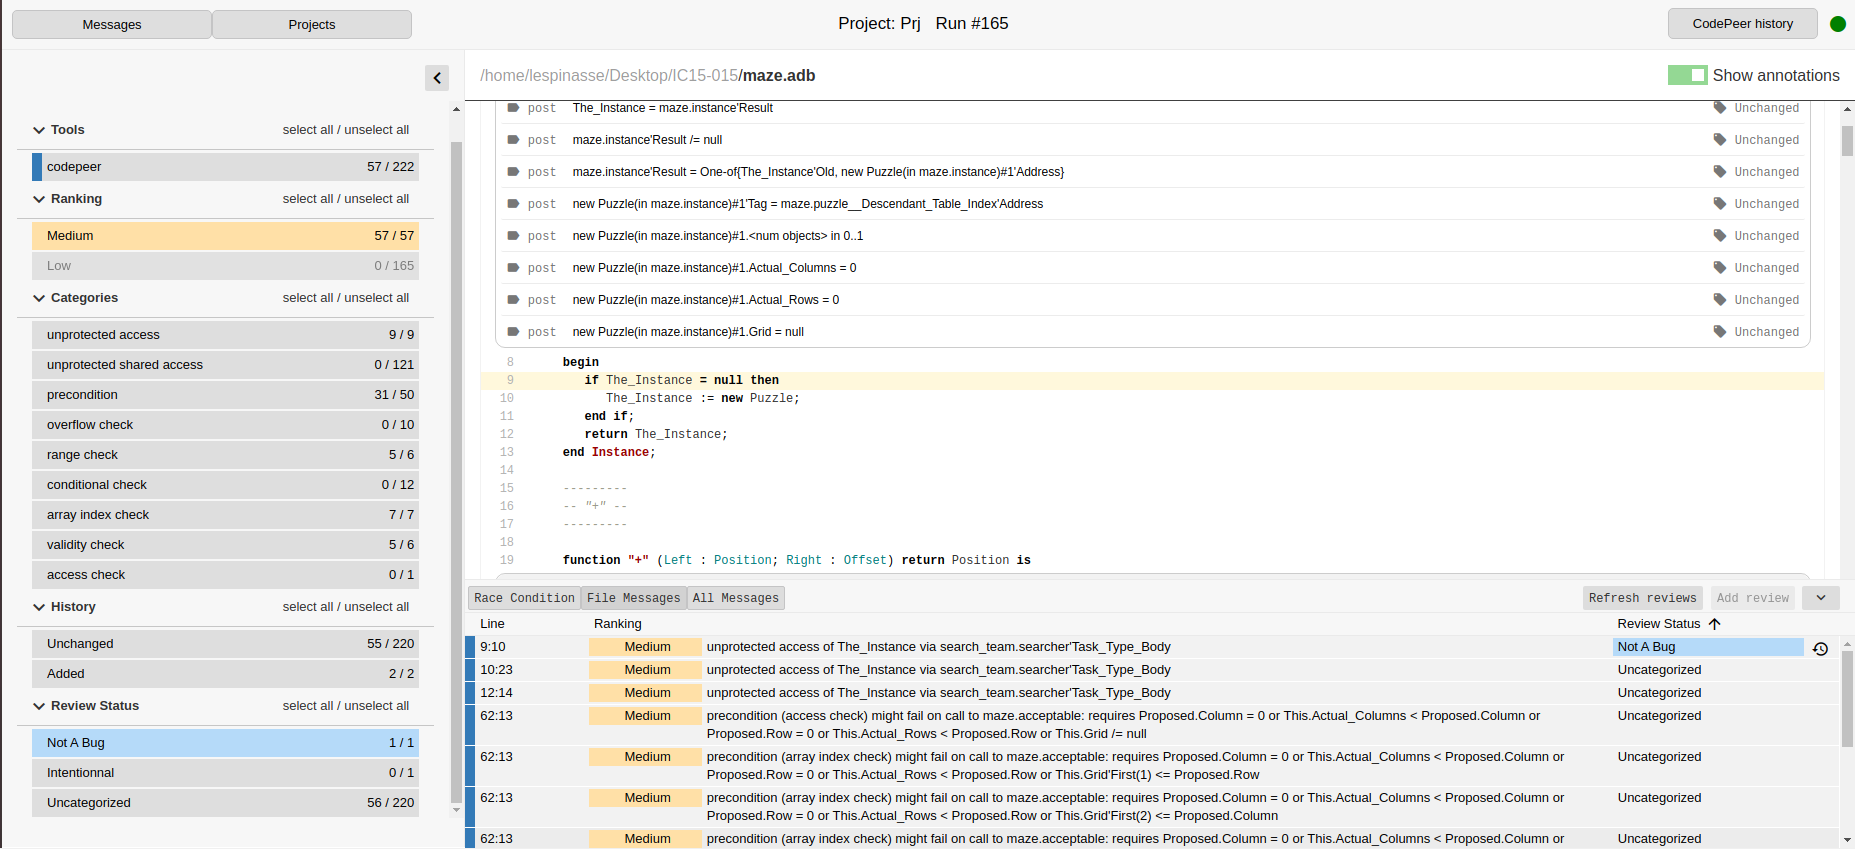 Messages Projects Project: Prj Run #165 CodePeer history
/home/lespinasse/Desktop/IC15-015/maze.adb Show annotations
Tools select all / unselect all
codepeer 57 / 222
Ranking select all / unselect all
Medium 57 / 57
Low 0 / 165
Categories select all / unselect all
unprotected access 9 / 9
unprotected shared access 0 / 121
precondition 31 / 50
overflow check 0 / 10
range check 5 / 6
conditional check 0 / 12
array index check 7 / 7
validity check 5 / 6
access check 0 / 1
History select all / unselect all
Unchanged 55 / 220
Added 2 / 2
Review Status select all / unselect all
Not A Bug 1 / 1
Intentionnal 0 / 1
Uncategorized 56 / 220
post The_Instance = maze.instance'Result Unchanged
post maze.instance'Result /= null Unchanged
post maze.instance'Result = One-of{The_Instance'Old, new Puzzle(in maze.instance)#1'Address} Unchanged
post new Puzzle(in maze.instance)#1'Tag = maze.puzzle__Descendant_Table_Index'Address Unchanged
post new Puzzle(in maze.instance)#1.<num objects> in 0..1 Unchanged
post new Puzzle(in maze.instance)#1.Actual_Columns = 0 Unchanged
post new Puzzle(in maze.instance)#1.Actual_Rows = 0 Unchanged
post new Puzzle(in maze.instance)#1.Grid = null Unchanged
8 begin
9 if The_Instance = null then
10 The_Instance := new Puzzle;
11 end if;
12 return The_Instance;
13 end Instance;
14
15 ---------
16 -- "+" --
17 ---------
18
19 function "+" (Left : Position; Right : Offset) return Position is
Race Condition File Messages All Messages Refresh reviews Add review
Line Ranking Review Status
9:10 Medium unprotected access of The_Instance via search_team.searcher'Task_Type_Body Not A Bug
10:23 Medium unprotected access of The_Instance via search_team.searcher'Task_Type_Body Uncategorized
12:14 Medium unprotected access of The_Instance via search_team.searcher'Task_Type_Body Uncategorized
62:13 Medium precondition (access check) might fail on call to maze.acceptable: requires Proposed.Column = 0 or This.Actual_Columns < Proposed.Column or Uncategorized
Proposed.Row = 0 or This.Actual_Rows < Proposed.Row or This.Grid /= null
62:13 Medium precondition (array index check) might fail on call to maze.acceptable: requires Proposed.Column = 0 or This.Actual_Columns < Proposed.Column or Uncategorized
Proposed.Row = 0 or This.Actual_Rows < Proposed.Row or This.Grid'First(1) <= Proposed.Row
62:13 Medium precondition (array index check) might fail on call to maze.acceptable: requires Proposed.Column = 0 or This.Actual_Columns < Proposed.Column or Uncategorized
Proposed.Row = 0 or This.Actual_Rows < Proposed.Row or This.Grid'First(2) <= Proposed.Column
62:13 Medium precondition (array index check) might fail on call to maze.acceptable: requires Proposed.Column = 0 or This.Actual_Columns < Proposed.Column or Uncategorized